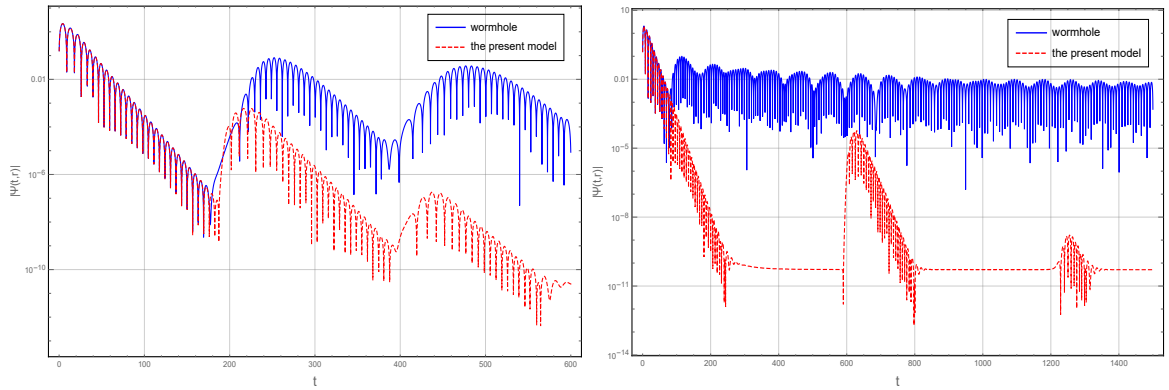 wormhole
the present model
0.01
10⁻⁶
10⁻¹⁰
|Ψ(t,r)|
0 100 200 300 400 500 600
t
wormhole
the present model
10
0.01
10⁻⁵
10⁻⁸
10⁻¹¹
10⁻¹⁴
|Ψ(t,r)|
0 200 400 600 800 1000 1200 1400
t